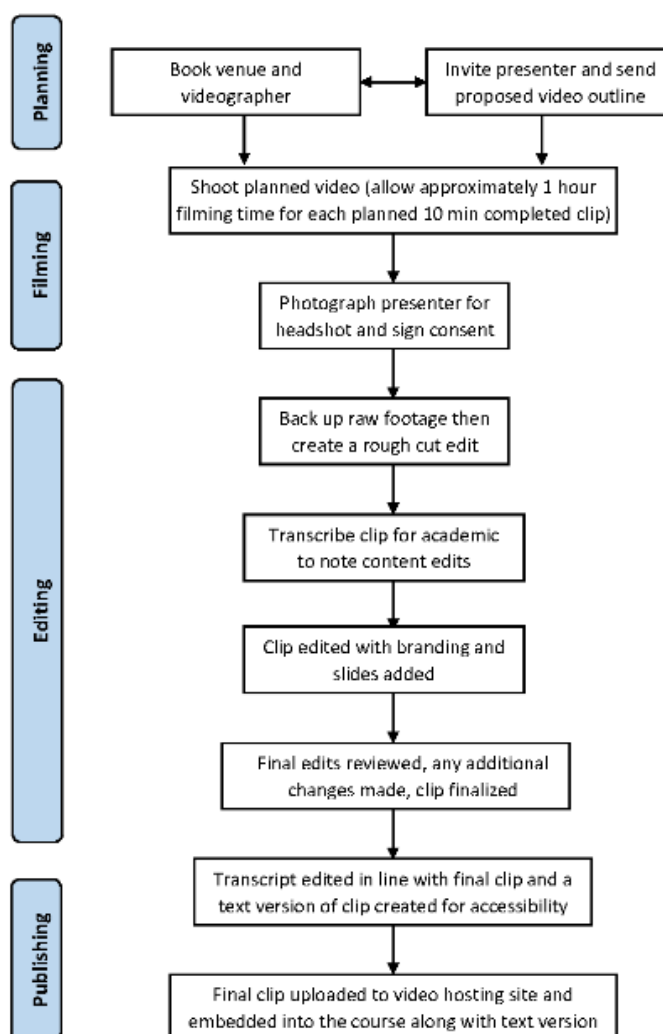 Planning
Book venue and
videographer
Invite presenter and send
proposed video outline
Filming
Shoot planned video (allow approximately 1 hour
filming time for each planned 10 min completed clip)
Photograph presenter for
headshot and sign consent
Editing
Back up raw footage then
create a rough cut edit
Transcribe clip for academic
to note content edits
Clip edited with branding and
slides added
Final edits reviewed, any additional
changes made, clip finalized
Publishing
Transcript edited in line with final clip and a
text version of clip created for accessibility
Final clip uploaded to video hosting site and
embedded into the course along with text version